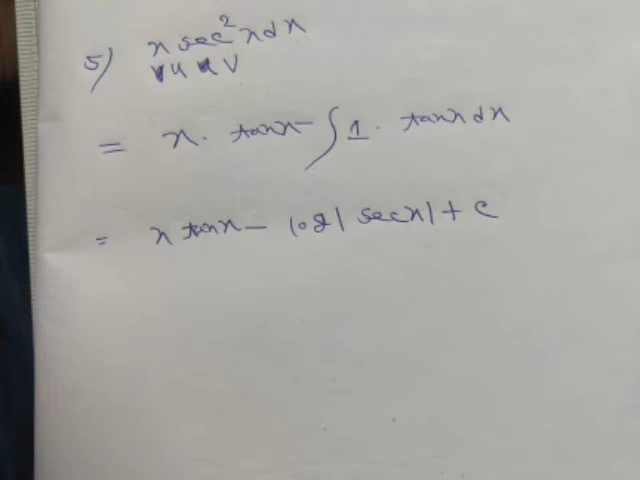 5) x sec²x dx
u v
= x · tanx - ∫ 1 · tanx dx
= x tanx - log|secx| + c